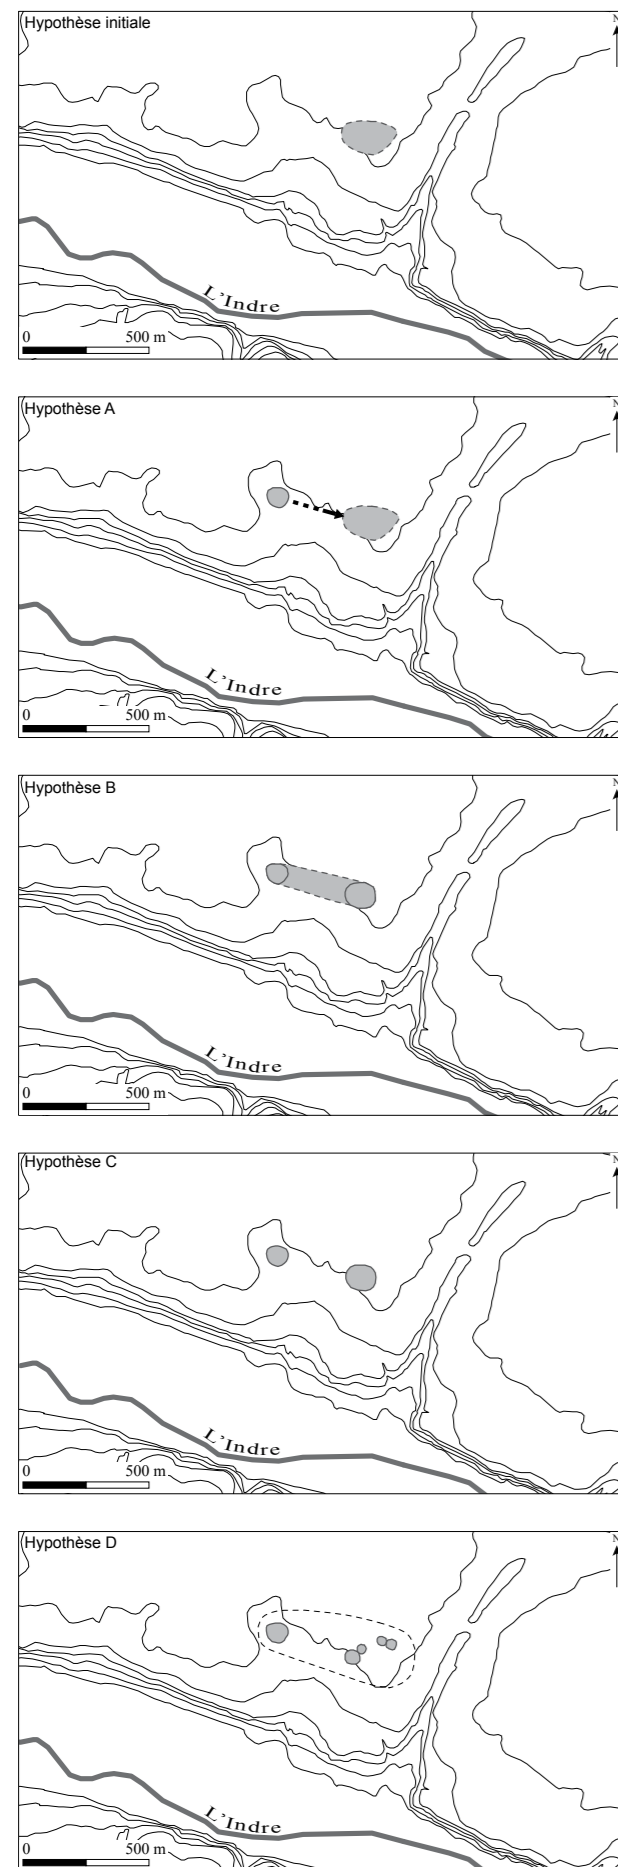 Hypothèse initiale
N
L'Indre
0 500 m
Hypothèse A
N
L'Indre
0 500 m
Hypothèse B
N
L'Indre
0 500 m
Hypothèse C
N
L'Indre
0 500 m
Hypothèse D
N
L'Indre
0 500 m